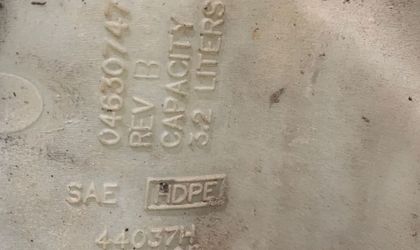 04630747
REV B
CAPACITY
3.2 LITERS
SAE HDPE
44037H